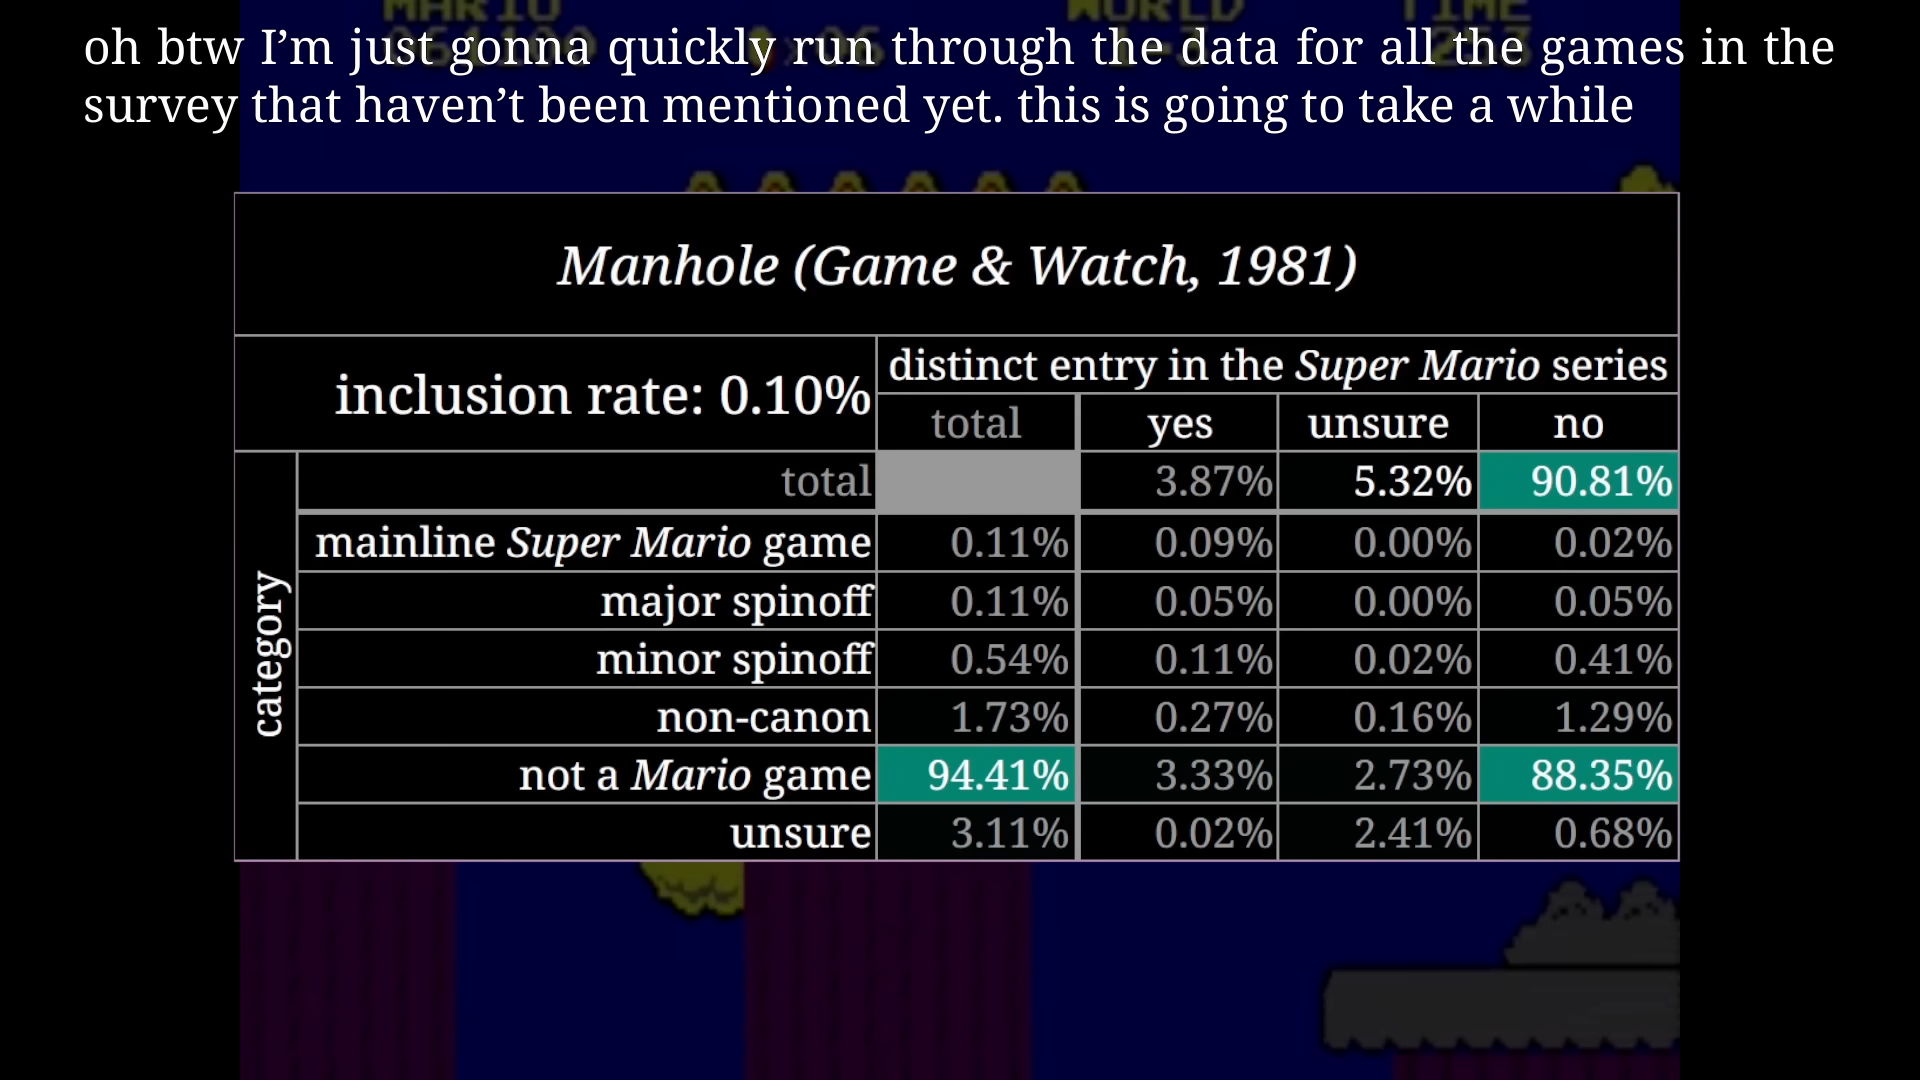 MARIO WORLD TIME
oh btw I’m just gonna quickly run through the data for all the games in the
survey that haven’t been mentioned yet. this is going to take a while
Manhole (Game & Watch, 1981)
inclusion rate: 0.10%
distinct entry in the Super Mario series
total yes unsure no
total 3.87% 5.32% 90.81%
category
mainline Super Mario game 0.11% 0.09% 0.00% 0.02%
major spinoff 0.11% 0.05% 0.00% 0.05%
minor spinoff 0.54% 0.11% 0.02% 0.41%
non-canon 1.73% 0.27% 0.16% 1.29%
not a Mario game 94.41% 3.33% 2.73% 88.35%
unsure 3.11% 0.02% 2.41% 0.68%